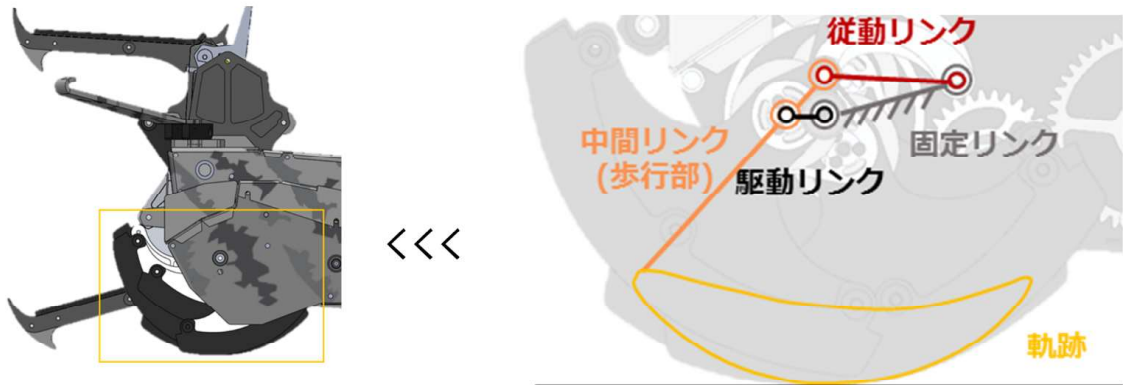 従動リンク
中間リンク
(歩行部)
駆動リンク
固定リンク
<<<
軌跡